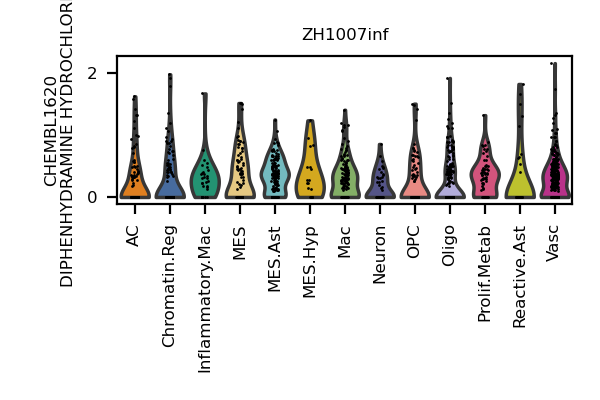 ZH1007inf
CHEMBL1620
DIPHENHYDRAMINE HYDROCHLOR
2
0
AC
Chromatin.Reg
Inflammatory.Mac
MES
MES.Ast
MES.Hyp
Mac
Neuron
OPC
Oligo
Prolif.Metab
Reactive.Ast
Vasc